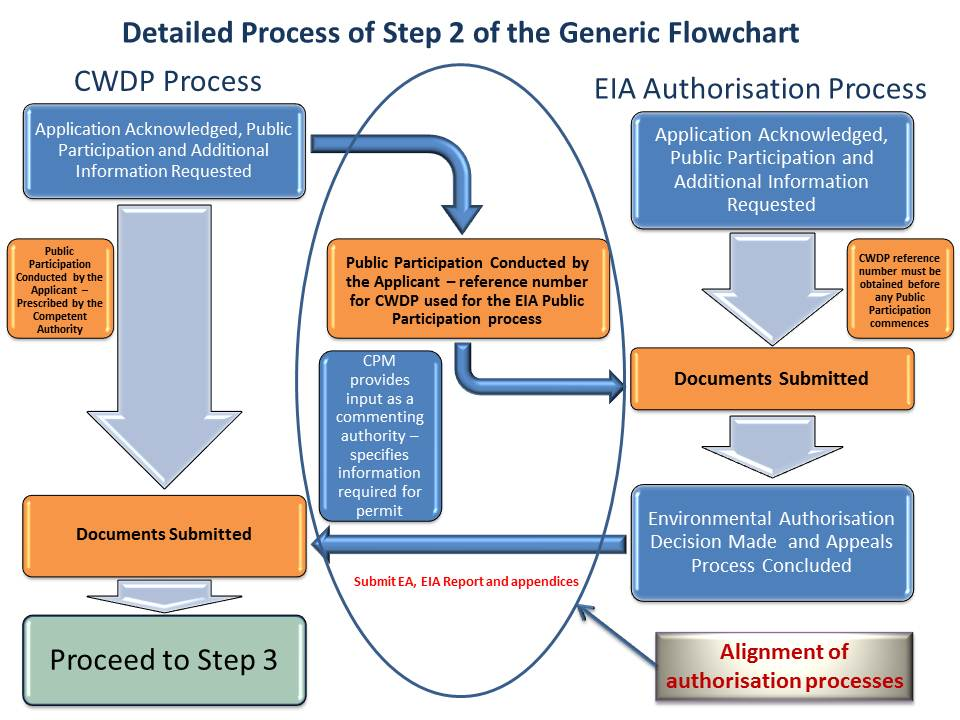 Detailed Process of Step 2 of the Generic Flowchart
CWDP Process
EIA Authorisation Process
Application Acknowledged, Public
Participation and Additional
Information Requested
Application Acknowledged,
Public Participation and
Additional Information
Requested
Public
Participation
Conducted by the
Applicant –
Prescribed by the
Competent
Authority
Public Participation Conducted by
the Applicant – reference number
for CWDP used for the EIA Public
Participation process
CWDP reference
number must be
obtained before
any Public
Participation
commences
CPM
provides
input as a
commenting
authority –
specifies
information
required for
permit
Documents Submitted
Documents Submitted
Environmental Authorisation
Decision Made and Appeals
Process Concluded
Submit EA, EIA Report and appendices
Proceed to Step 3
Alignment of
authorisation processes